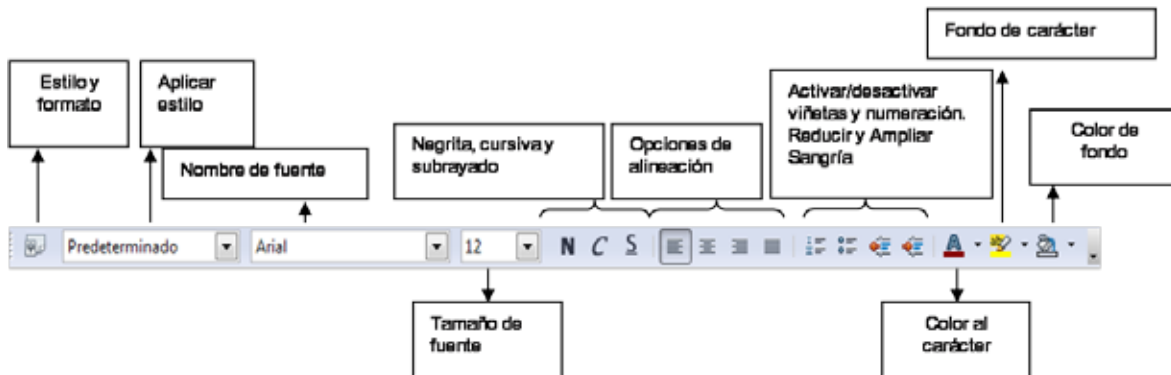 Fondo de carácter
Estilo y
formato
Aplicar
estilo
Activar/desactivar
viñetas y numeración.
Reducir y Ampliar
Sangría
Color de
fondo
Nombre de fuente
Negrita, cursiva y
subrayado
Opciones de
alineación
Predeterminado Arial 12 N C S A
Tamaño de
fuente
Color al
carácter